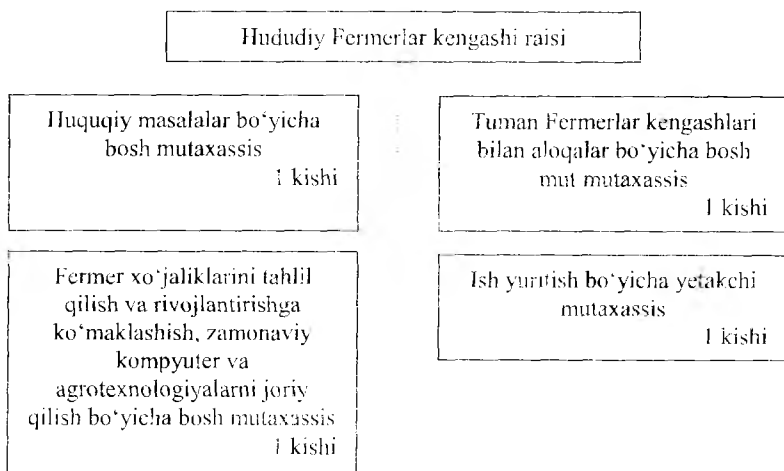 Hududiy Fermerlar kengashi raisi
Huquqiy masalalar bo‘yicha
bosh mutaxassis
1 kishi
Tuman Fermerlar kengashlari
bilan aloqalar bo‘yicha bosh
mut mutaxassis
1 kishi
Fermer xo‘jaliklarini tahlil
qilish va rivojlantirishga
ko‘maklashish, zamonaviy
kompyuter va
agrotexnologiyalarni joriy
qilish bo‘yicha bosh mutaxassis
1 kishi
Ish yuritish bo‘yicha yetakchi
mutaxassis
1 kishi